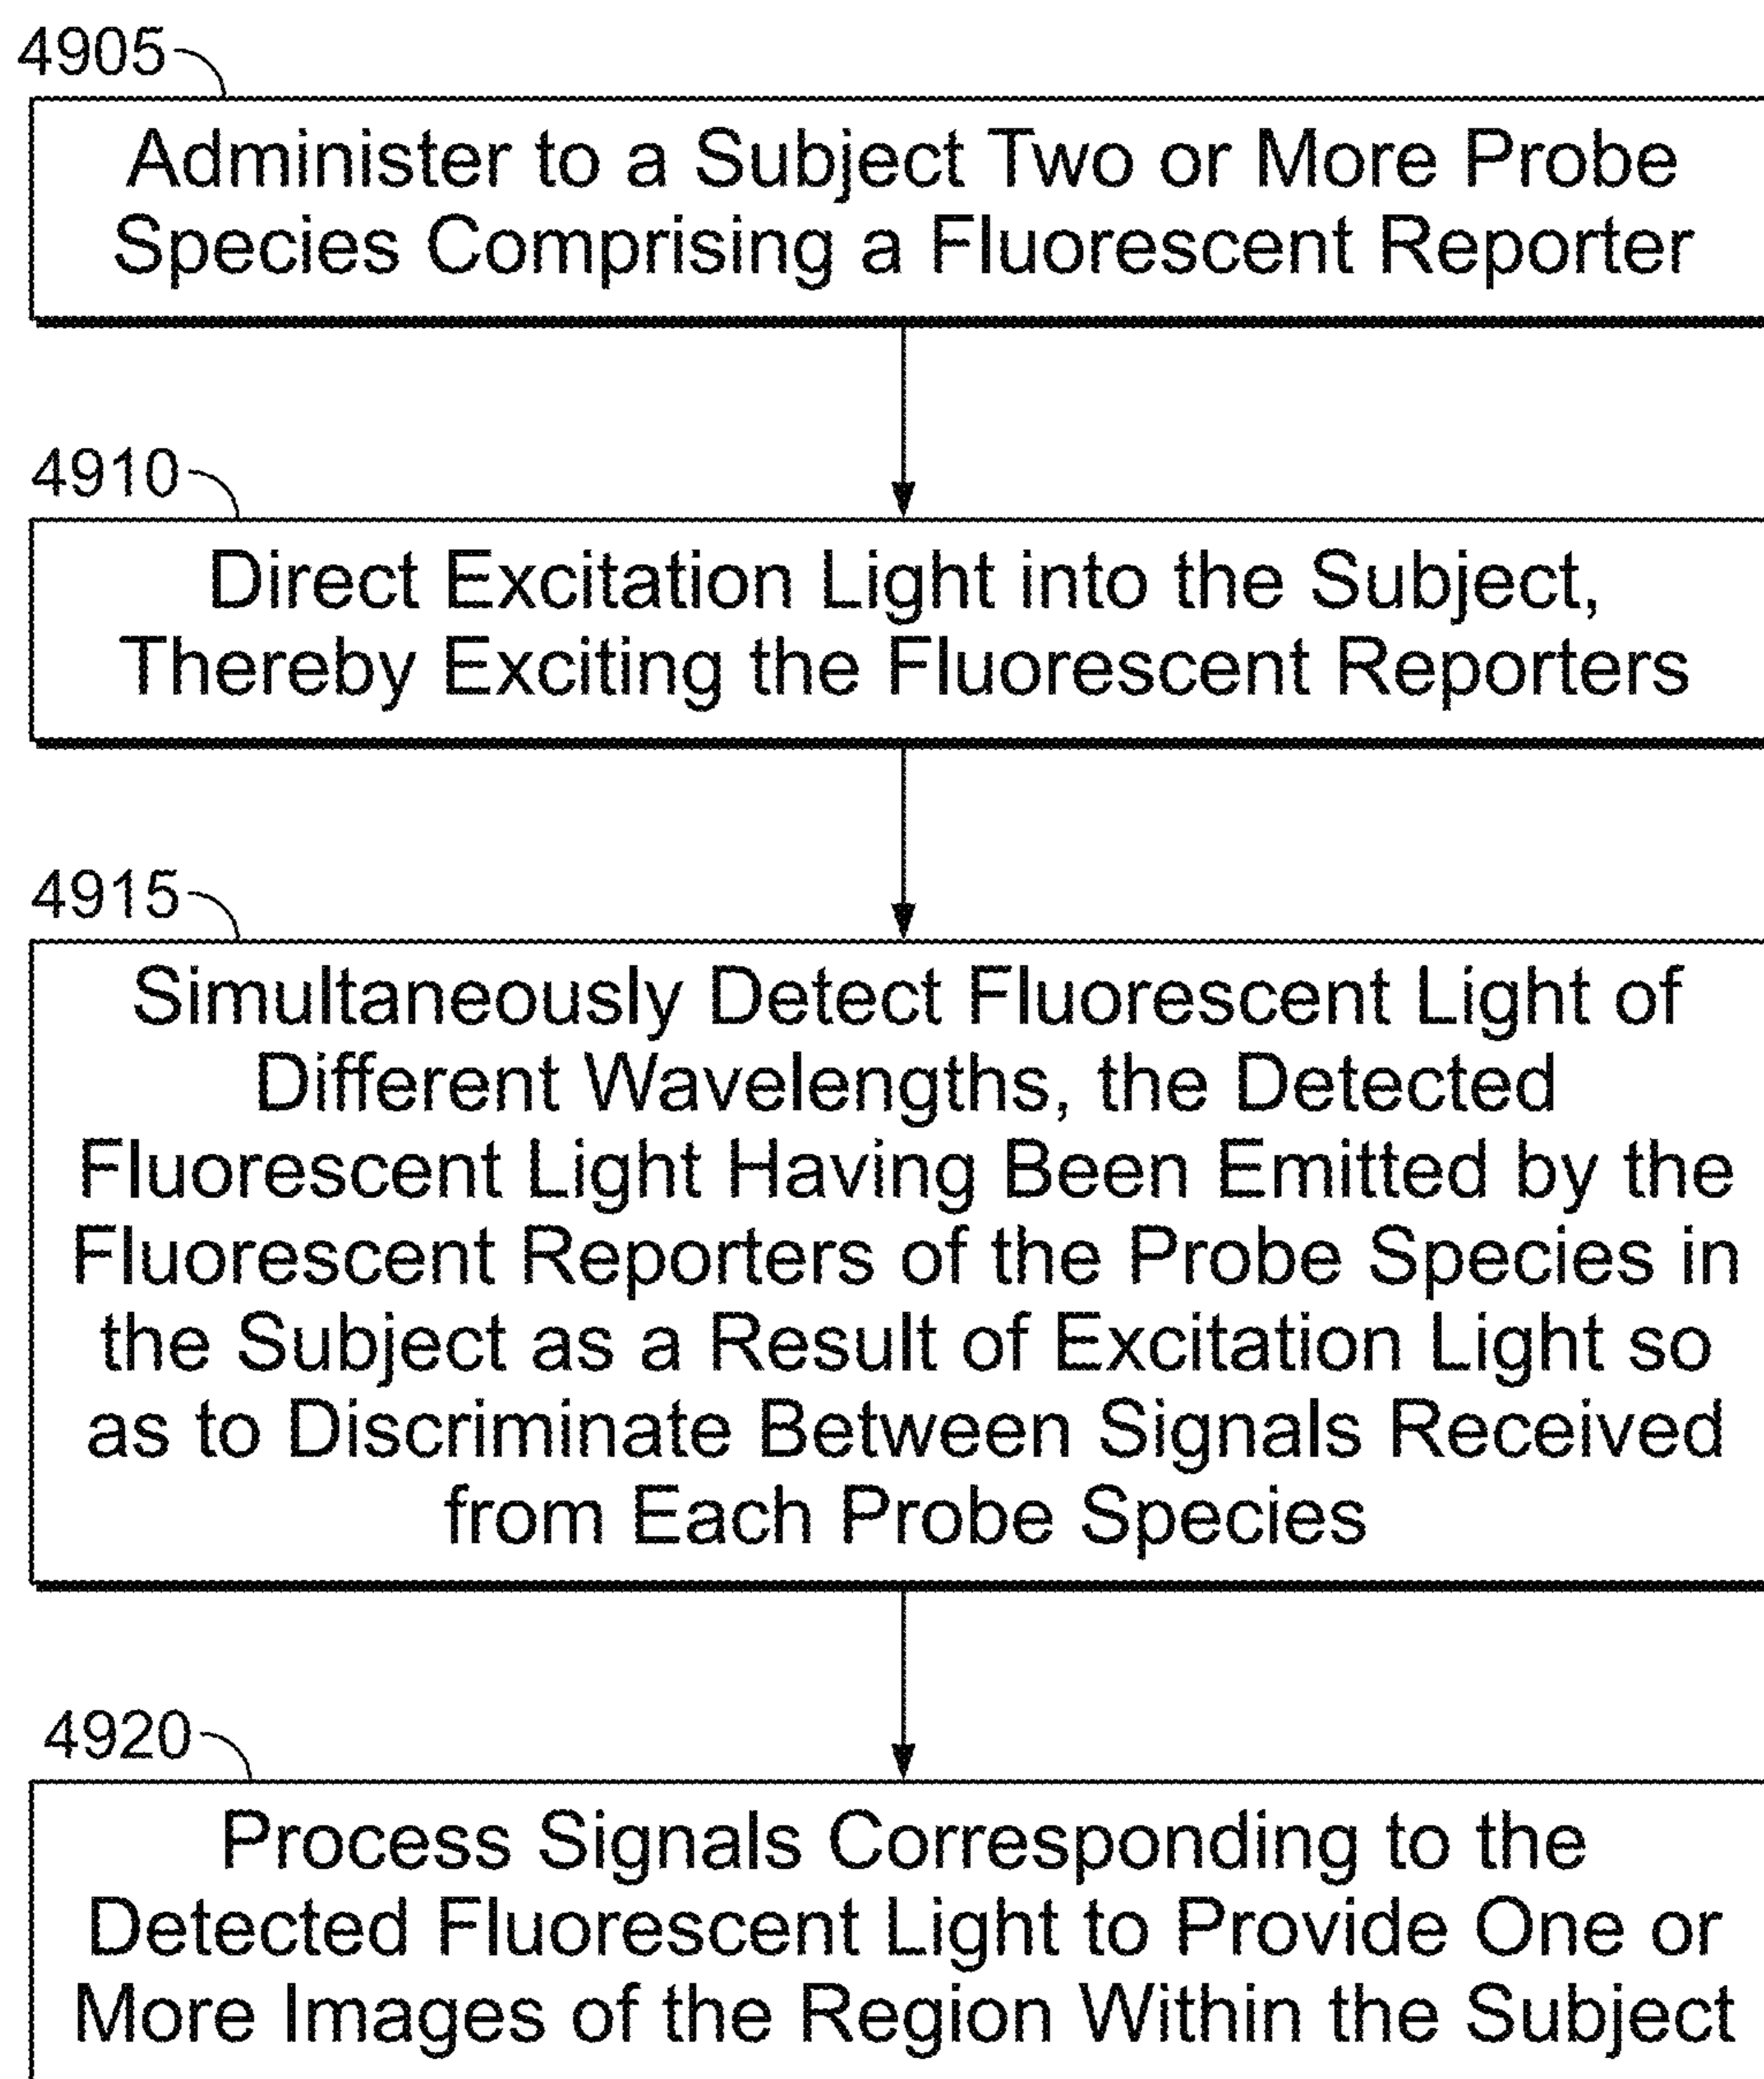 4905
Administer to a Subject Two or More Probe
Species Comprising a Fluorescent Reporter
4910
Direct Excitation Light into the Subject,
Thereby Exciting the Fluorescent Reporters
4915
Simultaneously Detect Fluorescent Light of
Different Wavelengths, the Detected
Fluorescent Light Having Been Emitted by the
Fluorescent Reporters of the Probe Species in
the Subject as a Result of Excitation Light so
as to Discriminate Between Signals Received
from Each Probe Species
4920
Process Signals Corresponding to the
Detected Fluorescent Light to Provide One or
More Images of the Region Within the Subject